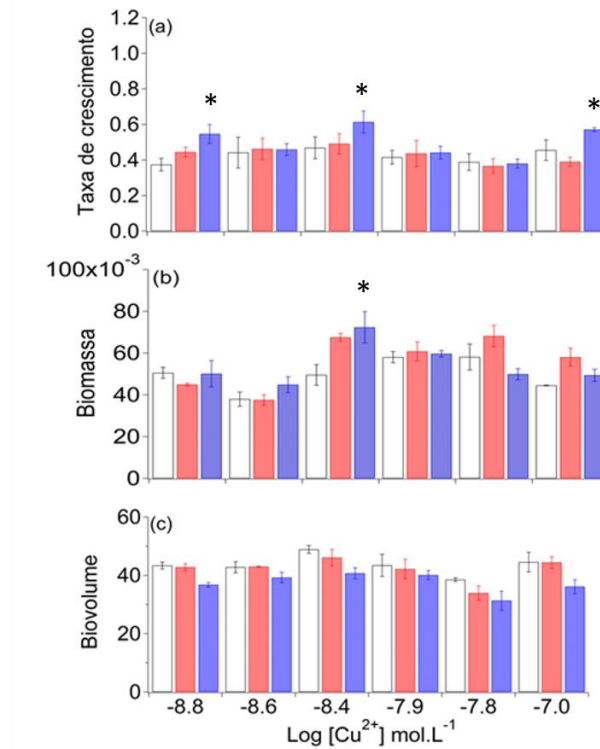 (a)
Taxa de crescimento
1.2
1.0
0.8
0.6
0.4
0.2
0.0
* * *
(b)
Biomassa
100x10⁻³
80
60
40
20
0
*
(c)
Biovolume
60
40
20
0
-8.8 -8.6 -8.4 -7.9 -7.8 -7.0
Log [Cu²⁺] mol.L⁻¹